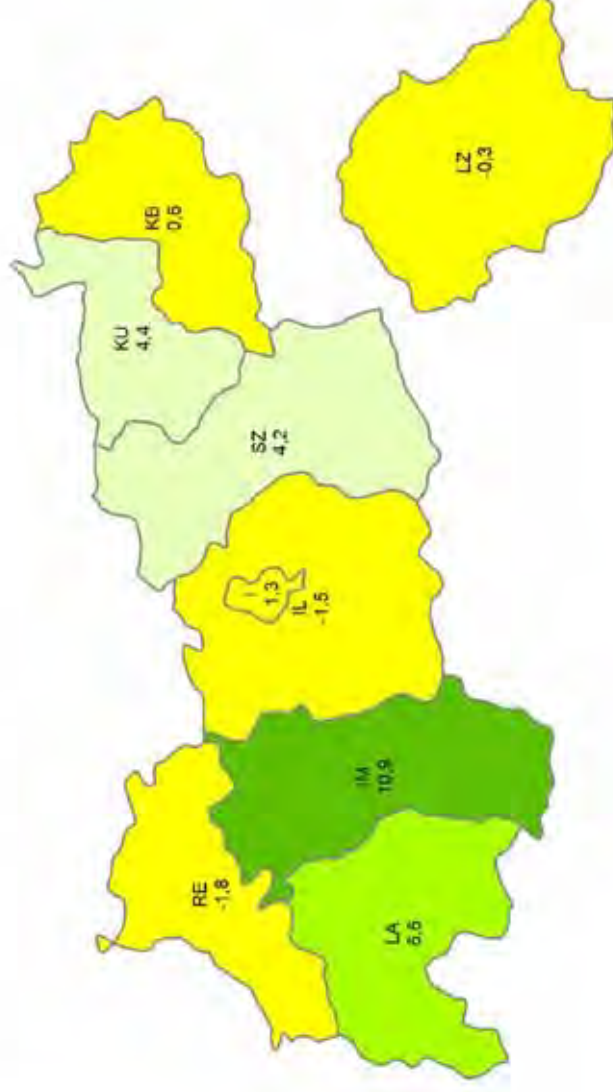 RE
-1,8
LA
6,6
IM
10,9
I
1,3
IL
-1,5
SZ
4,2
KU
4,4
KB
0,6
LZ
-0,3